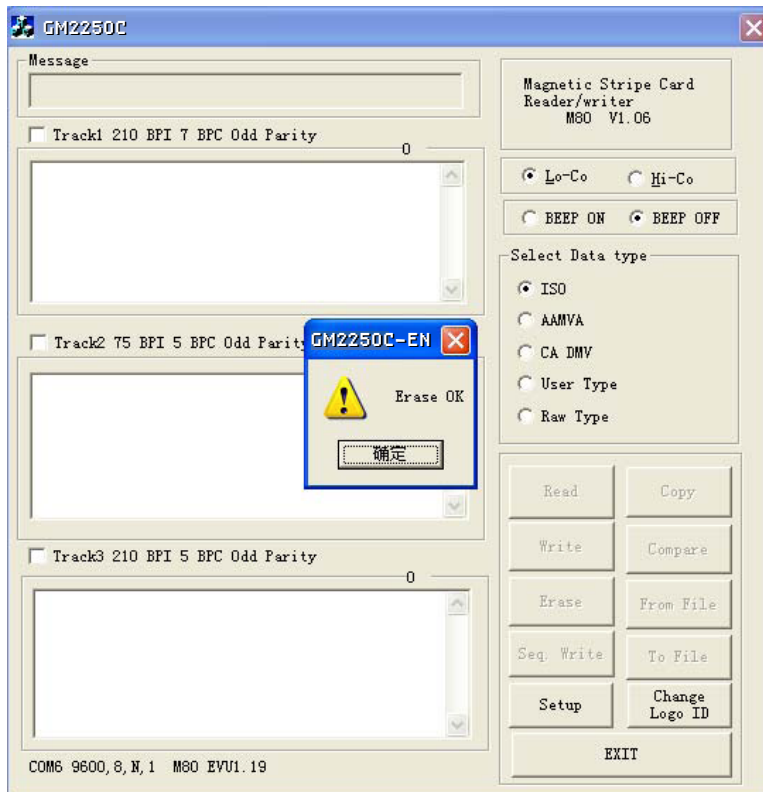 GM2250C
Message
Magnetic Stripe Card
Reader/writer
M80 V1.06
Track1 210 BPI 7 BPC Odd Parity
0
Lo-Co
Hi-Co
BEEP ON
BEEP OFF
Select Data type
ISO
AAMVA
CA DMV
User Type
Raw Type
Track2 75 BPI 5 BPC Odd Parity
GM2250C-EN
Erase OK
确定
Track3 210 BPI 5 BPC Odd Parity
0
Read
Copy
Write
Compare
Erase
From File
Seq. Write
To File
Setup
Change
Logo ID
EXIT
COM6 9600,8,N,1 M80 EVU1.19